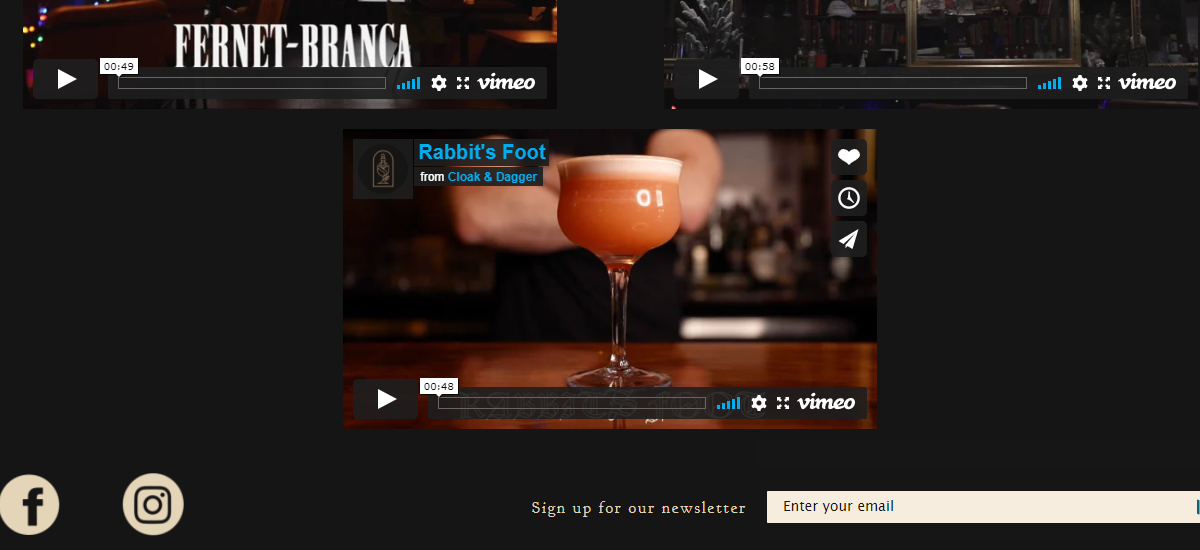 FERNET-BRANCA
00:49
vimeo
00:58
vimeo
Rabbit's Foot
from Cloak & Dagger
00:48
vimeo
Sign up for our newsletter
Enter your email